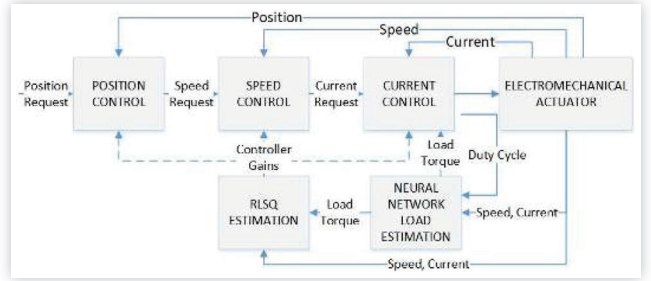 Position
Speed
Current
Position
Request
POSITION
CONTROL
Speed
Request
SPEED
CONTROL
Current
Request
CURRENT
CONTROL
ELECTROMECHANICAL
ACTUATOR
Controller
Gains
Load
Torque
Duty Cycle
RLSQ
ESTIMATION
Load
Torque
NEURAL
NETWORK
LOAD
ESTIMATION
Speed, Current
Speed, Current